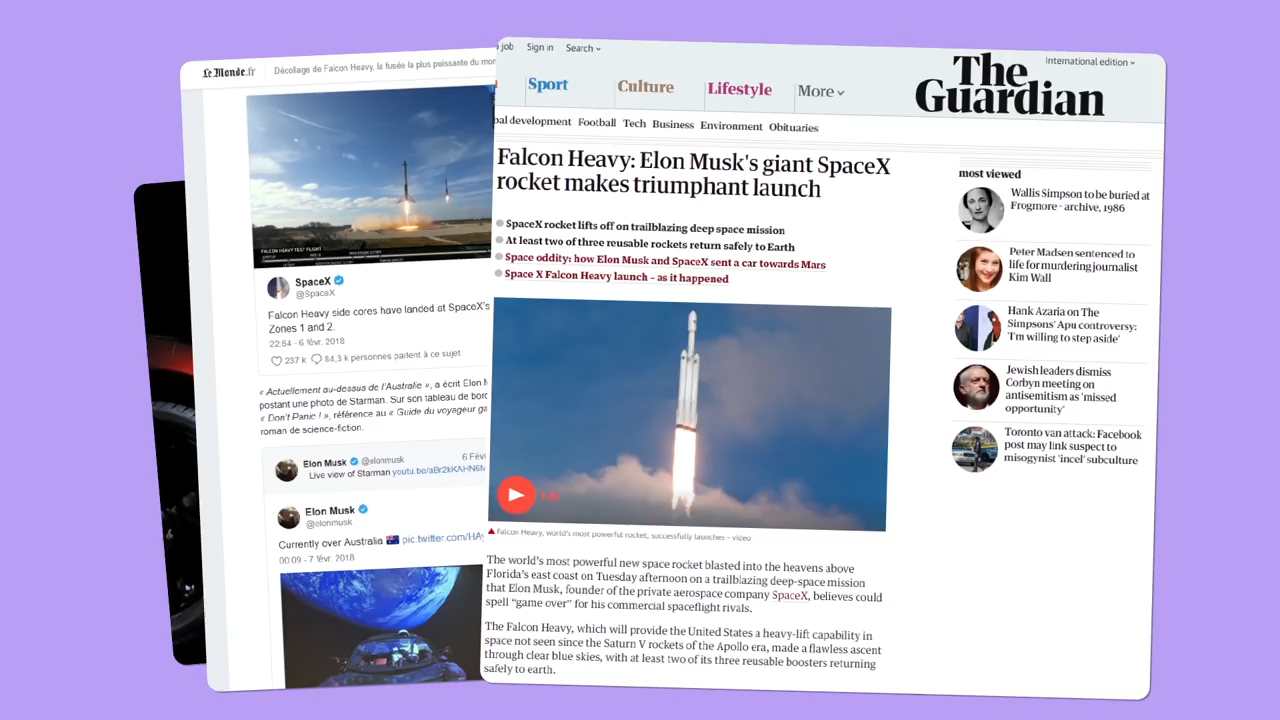 Le Monde.fr
Décollage de Falcon Heavy, la fusée la plus puissante du
FALCON HEAVY TEST FLIGHT
SpaceX
@SpaceX
Falcon Heavy side cores have landed at SpaceX's
Zones 1 and 2.
22:54 - 6 févr. 2018
237 k 84,3 k personnes parlent à ce sujet
« Actuellement au-dessus de l'Australie », a écrit Elon
postant une photo de Starman. Sur son tableau de
« Don't Panic ! », référence au « Guide du voyageur
roman de science-fiction.
Elon Musk @elonmusk
Live view of Starman
Elon Musk
@elonmusk
Currently over Australia 🇦🇺
00:09 - 7 févr. 2018
job Sign in Search
International edition
The
Guardian
Sport Culture Lifestyle More
development Football Tech Business Environment Obituaries
Falcon Heavy: Elon Musk's giant SpaceX
rocket makes triumphant launch
SpaceX rocket lifts off on trailblazing deep space mission
At least two of three reusable rockets return safely to Earth
Space oddity: how Elon Musk and SpaceX sent a car towards Mars
Space X Falcon Heavy launch – as it happened
Falcon Heavy, world's most powerful rocket, successfully launches – video
The world's most powerful new space rocket blasted into the heavens above
Florida's east coast on Tuesday afternoon on a trailblazing deep-space mission
that Elon Musk, founder of the private aerospace company SpaceX, believes could
spell “game over” for his commercial spaceflight rivals.
The Falcon Heavy, which will provide the United States a heavy-lift capability in
space not seen since the Saturn V rockets of the Apollo era, made a flawless ascent
through clear blue skies, with at least two of its three reusable boosters returning
safely to earth.
most viewed
Wallis Simpson to be buried at
Frogmore - archive, 1986
Peter Madsen sentenced to
life for murdering journalist
Kim Wall
Hank Azaria on The
Simpsons' Apu controversy:
'I'm willing to step aside'
Jewish leaders dismiss
Corbyn meeting on
antisemitism as 'missed
opportunity'
Toronto van attack: Facebook
post may link suspect to
misogynist 'incel' subculture